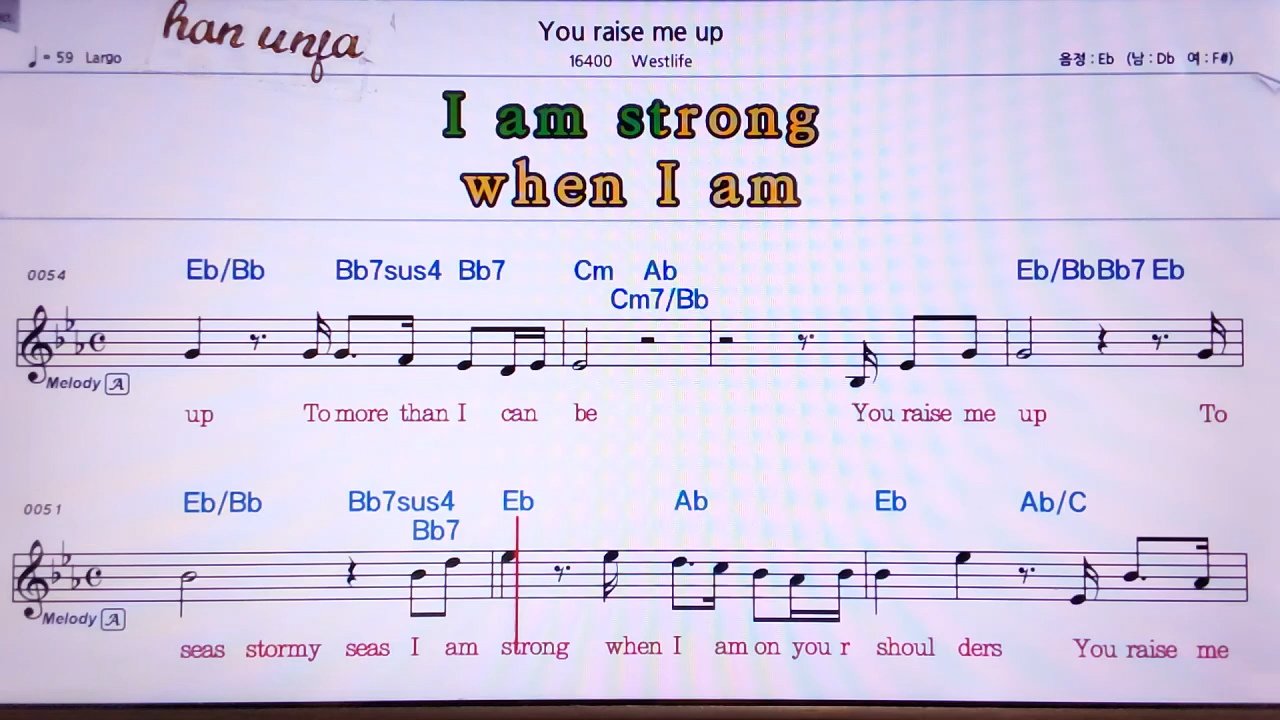 han unja
You raise me up
♩= 59 Largo
16400 Westlife
음정 : Eb (남 : Db 여 : F#)
I am strong
when I am
0054
Eb/Bb Bb7sus4 Bb7 Cm Ab Eb/Bb Bb7 Eb
Cm7/Bb
Melody A
up To more than I can be You raise me up To
0051
Eb/Bb Bb7sus4 Eb Ab Eb Ab/C
Bb7
Melody A
seas stormy seas I am strong when I am on you r shoul ders You raise me